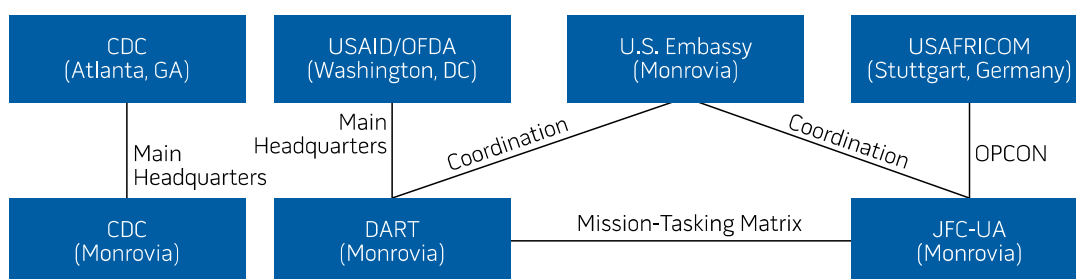 CDC
(Atlanta, GA)
USAID/OFDA
(Washington, DC)
U.S. Embassy
(Monrovia)
USAFRICOM
(Stuttgart, Germany)
Main
Headquarters
Main
Headquarters
Coordination
Coordination
OPCON
CDC
(Monrovia)
DART
(Monrovia)
Mission-Tasking Matrix
JFC-UA
(Monrovia)